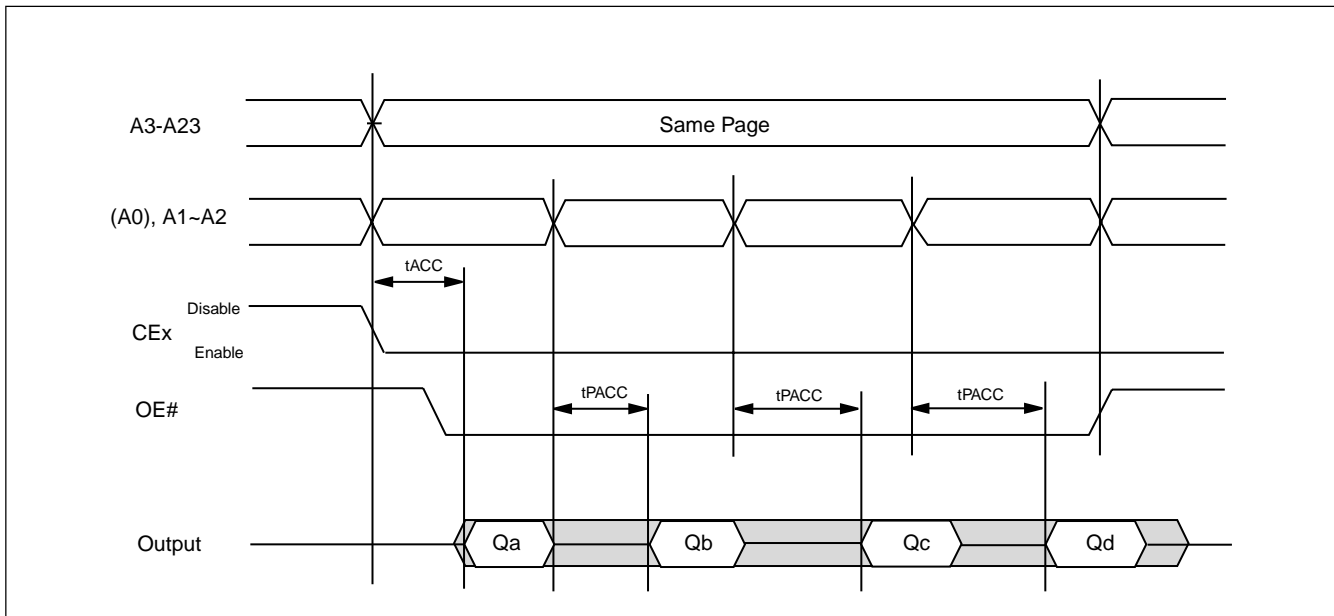 A3-A23
Same Page
(A0), A1~A2
tACC
Disable
CEx
Enable
tPACC
tPACC
tPACC
OE#
Output
Qa
Qb
Qc
Qd